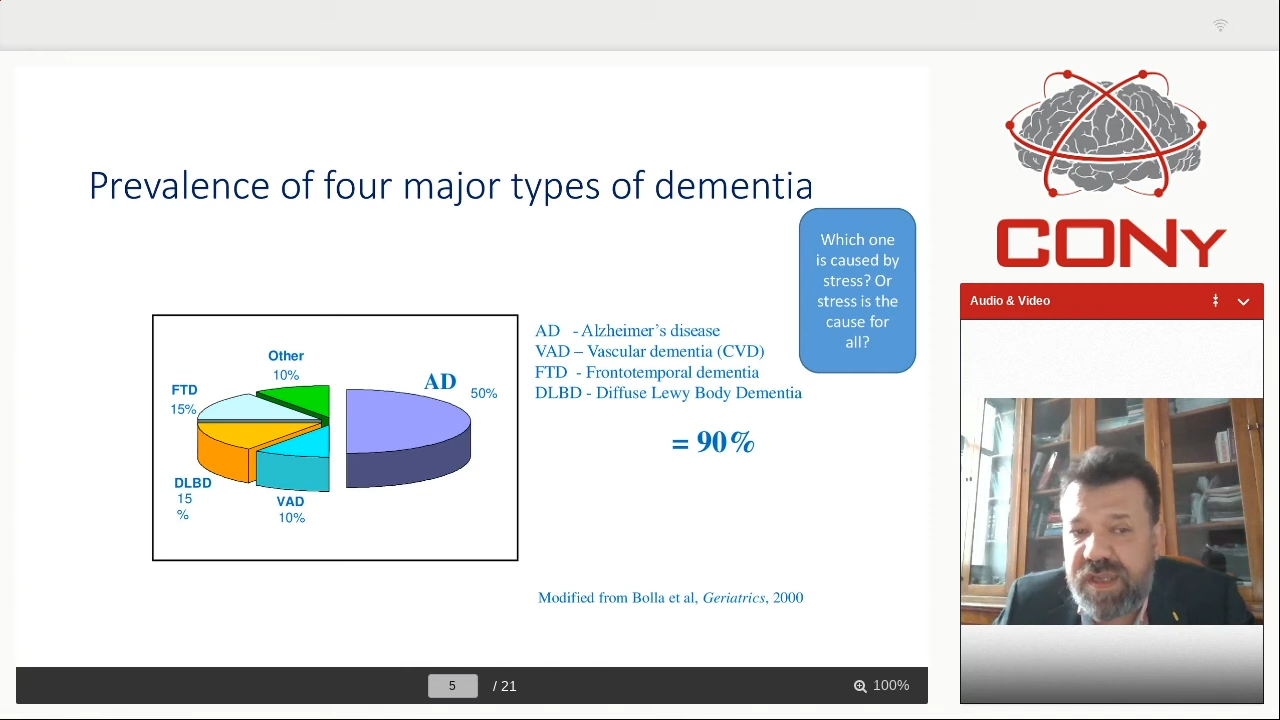 Prevalence of four major types of dementia
Which one
is caused by
stress? Or
stress is the
cause for
all?
Other
10%
FTD
15%
AD
50%
DLBD
15
%
VAD
10%
AD - Alzheimer's disease
VAD – Vascular dementia (CVD)
FTD - Frontotemporal dementia
DLBD - Diffuse Lewy Body Dementia
= 90%
Modified from Bolla et al, Geriatrics, 2000
5 / 21
100%
CONy
Audio & Video